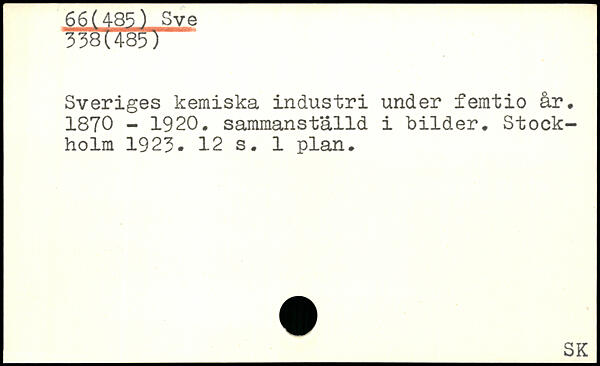 66(485) Sve
338(485)
Sveriges kemiska industri under femtio år.
1870 - 1920. sammanställd i bilder. Stock-
holm 1923. 12 s. 1 plan.
SK